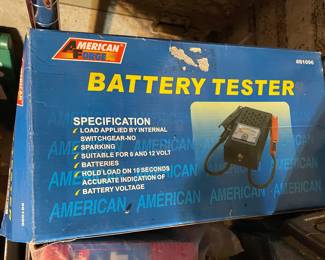 AMERICAN
FORGE
#81096
BATTERY TESTER
SPECIFICATION
LOAD APPLIED BY INTERNAL
SWITCHGEAR-NO
SPARKING
SUITABLE FOR 6 AND 12 VOLT
BATTERIES
HOLD LOAD ON 10 SECONDS
ACCURATE INDICATION OF
BATTERY VOLTAGE
AMERICAN AMERICAN AMERICAN